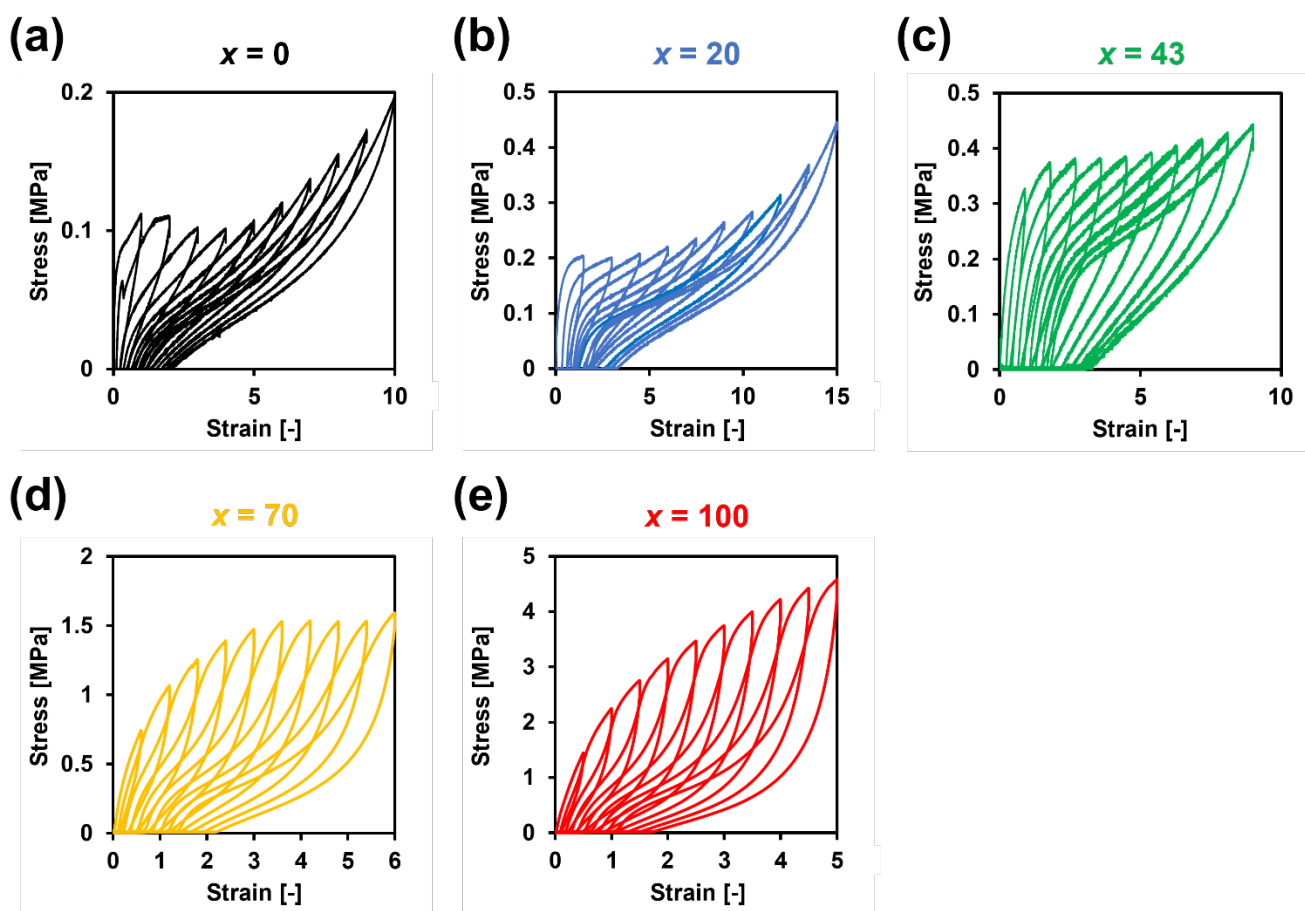 (a)
x = 0
0.2
0.1
0
Stress [MPa]
0
5
10
Strain [-]
(b)
x = 20
0.5
0.4
0.3
0.2
0.1
0
Stress [MPa]
0
5
10
15
Strain [-]
(c)
x = 43
0.5
0.4
0.3
0.2
0.1
0
Stress [MPa]
0
5
10
Strain [-]
(d)
x = 70
2
1.5
1
0.5
0
Stress [MPa]
0
1
2
3
4
5
6
Strain [-]
(e)
x = 100
5
4
3
2
1
0
Stress [MPa]
0
1
2
3
4
5
Strain [-]